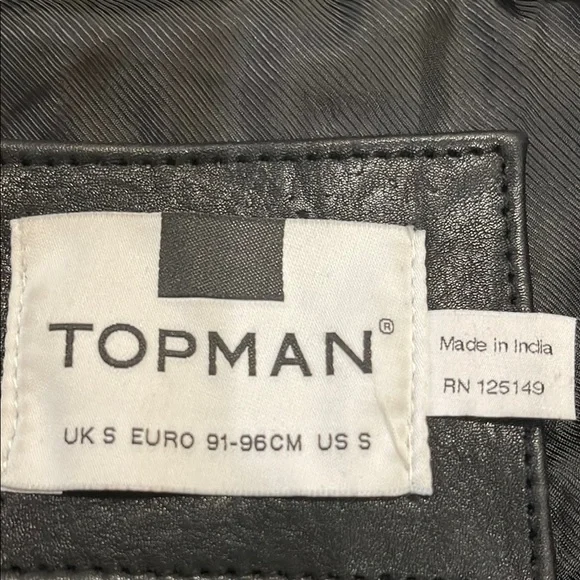 TOPMAN®
UK S EURO 91-96CM US S
Made in India
RN 125149